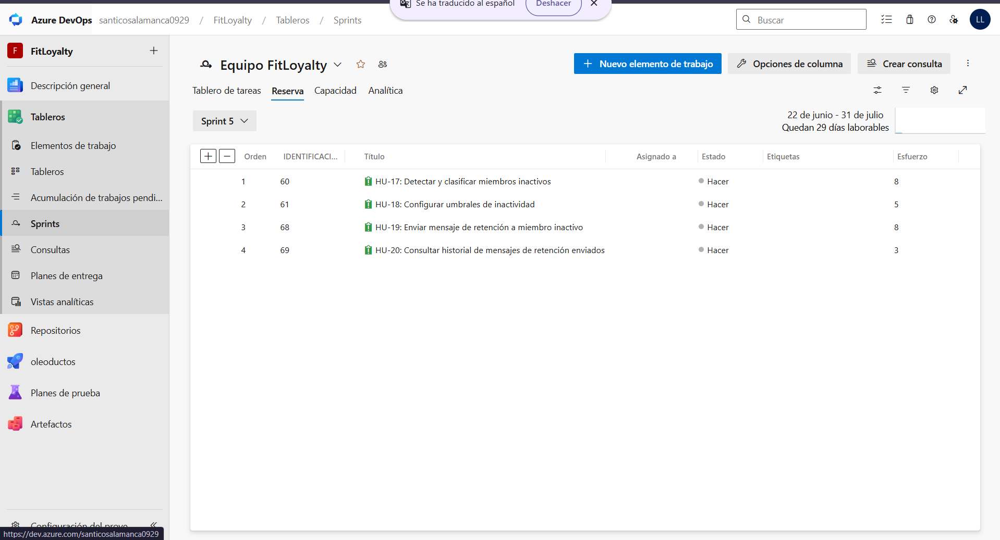 Se ha traducido al español
Deshacer
Azure DevOps santicosalamanca0929 / FitLoyalty / Tableros / Sprints
Buscar
LL
F FitLoyalty
Descripción general
Tableros
Elementos de trabajo
Tableros
Acumulación de trabajos pendi...
Sprints
Consultas
Planes de entrega
Vistas analíticas
Repositorios
oleoductos
Planes de prueba
Artefactos
Configuración del proye
https://dev.azure.com/santicosalamanca0929
Equipo FitLoyalty
Nuevo elemento de trabajo
Opciones de columna
Crear consulta
Tablero de tareas Reserva Capacidad Analítica
Sprint 5
22 de junio - 31 de julio
Quedan 29 días laborables
Orden IDENTIFICACI... Título Asignado a Estado Etiquetas Esfuerzo
1 60 HU-17: Detectar y clasificar miembros inactivos Hacer 8
2 61 HU-18: Configurar umbrales de inactividad Hacer 5
3 68 HU-19: Enviar mensaje de retención a miembro inactivo Hacer 8
4 69 HU-20: Consultar historial de mensajes de retención enviados Hacer 3